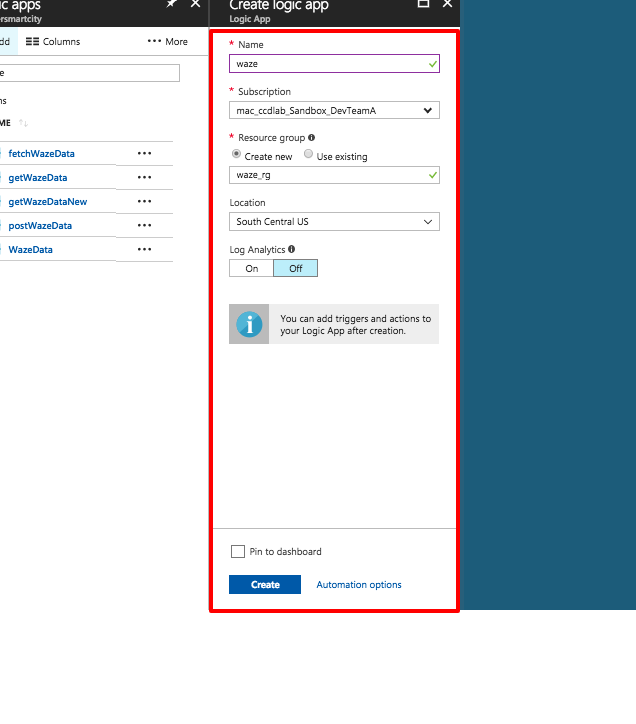 ic apps
ersmartcity
dd Columns ••• More
e
ns
ME
fetchWazeData •••
getWazeData •••
getWazeDataNew •••
postWazeData •••
WazeData •••
Create logic app
Logic App
* Name
waze
* Subscription
mac_ccdlab_Sandbox_DevTeamA
* Resource group
Create new Use existing
waze_rg
Location
South Central US
Log Analytics
On Off
You can add triggers and actions to
your Logic App after creation.
Pin to dashboard
Create Automation options